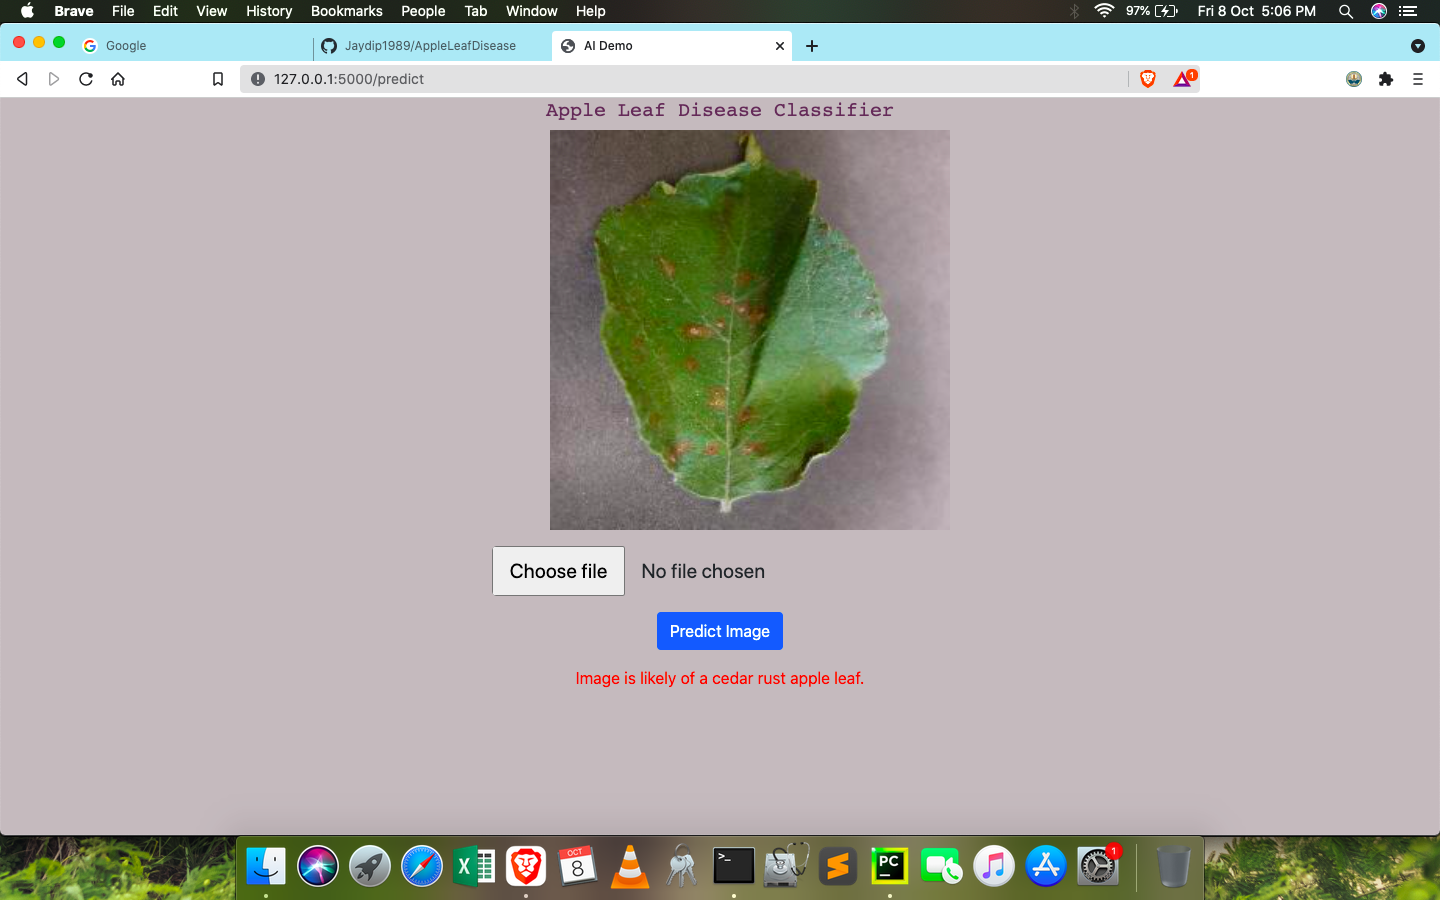 Brave File Edit View History Bookmarks People Tab Window Help 97% Fri 8 Oct 5:06 PM
Google Jaydip1989/AppleLeafDisease AI Demo
127.0.0.1:5000/predict 1
Apple Leaf Disease Classifier
Choose file No file chosen
Predict Image
Image is likely of a cedar rust apple leaf.
OCT
8
>_
PC
1